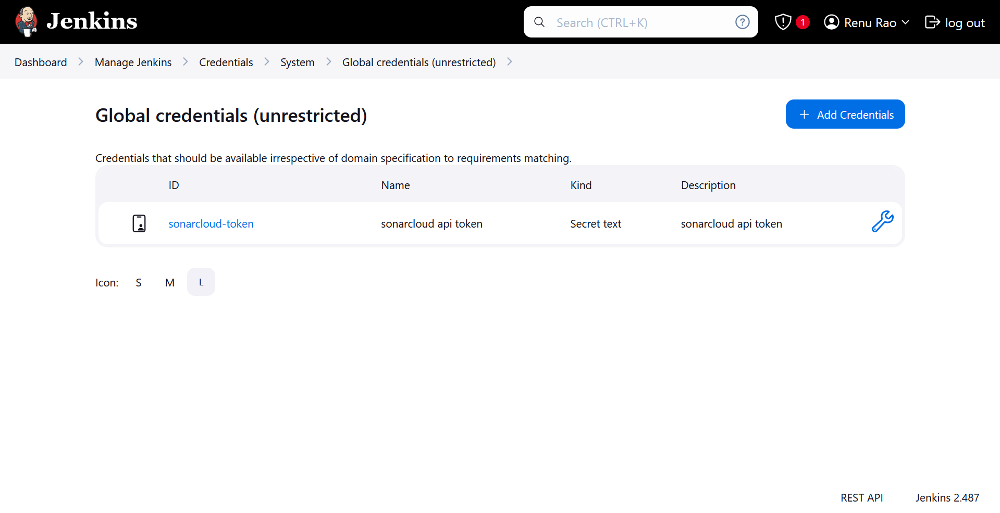 Jenkins
Search (CTRL+K)
1
Renu Rao
log out
Dashboard
Manage Jenkins
Credentials
System
Global credentials (unrestricted)
Global credentials (unrestricted)
+ Add Credentials
Credentials that should be available irrespective of domain specification to requirements matching.
ID Name Kind Description
sonarcloud-token sonarcloud api token Secret text sonarcloud api token
Icon: S M L
REST API Jenkins 2.487